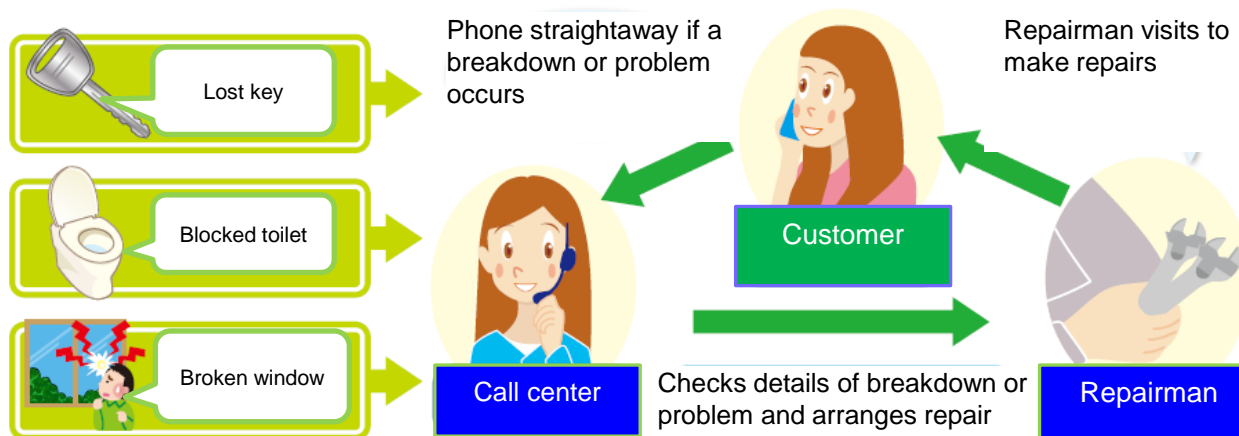 Phone straightaway if a
breakdown or problem
occurs
Repairman visits to
make repairs
Lost key
Blocked toilet
Broken window
Customer
Call center
Checks details of breakdown or
problem and arranges repair
Repairman